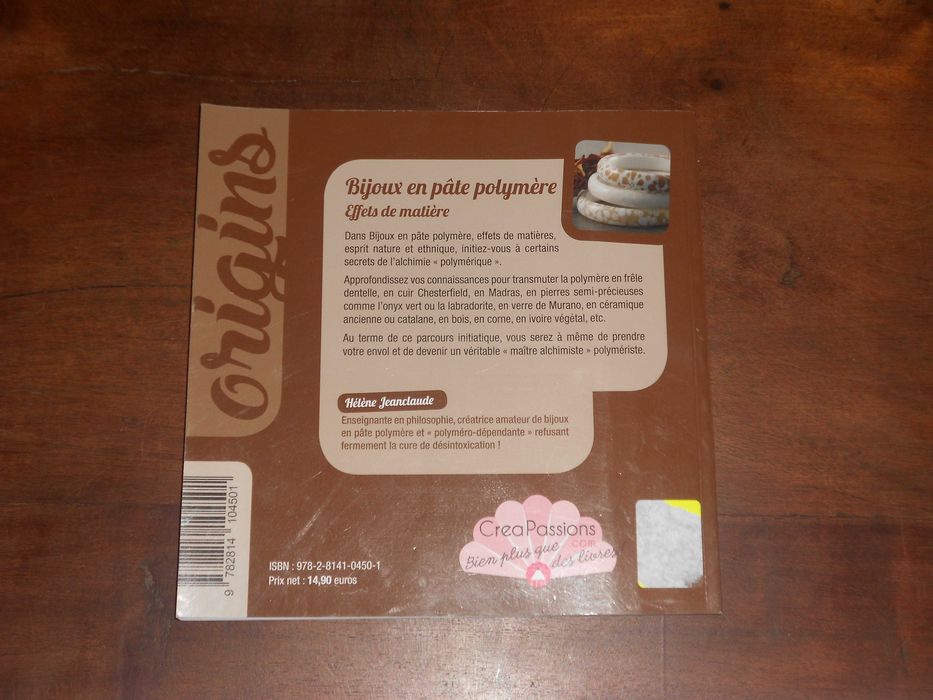 origins
Bijoux en pâte polymère
Effets de matière
Dans Bijoux en pâte polymère, effets de matières,
esprit nature et ethnique, initiez-vous à certains
secrets de l'alchimie « polymérique ».
Approfondissez vos connaissances pour transmuter la polymère en frêle
dentelle, en cuir Chesterfield, en Madras, en pierres semi-précieuses
comme l'onyx vert ou la labradorite, en verre de Murano, en céramique
ancienne ou catalane, en bois, en corne, en ivoire végétal, etc.
Au terme de ce parcours initiatique, vous serez à même de prendre
votre envol et de devenir un véritable « maître alchimiste » polymériste.
Hélène Jeanclaude
Enseignante en philosophie, créatrice amateur de bijoux
en pâte polymère et « polyméro-dépendante » refusant
fermement la cure de désintoxication !
CreaPassions
.com
Bien plus que des livres
ISBN : 978-2-8141-0450-1
Prix net : 14,90 euros
9 782814 104501